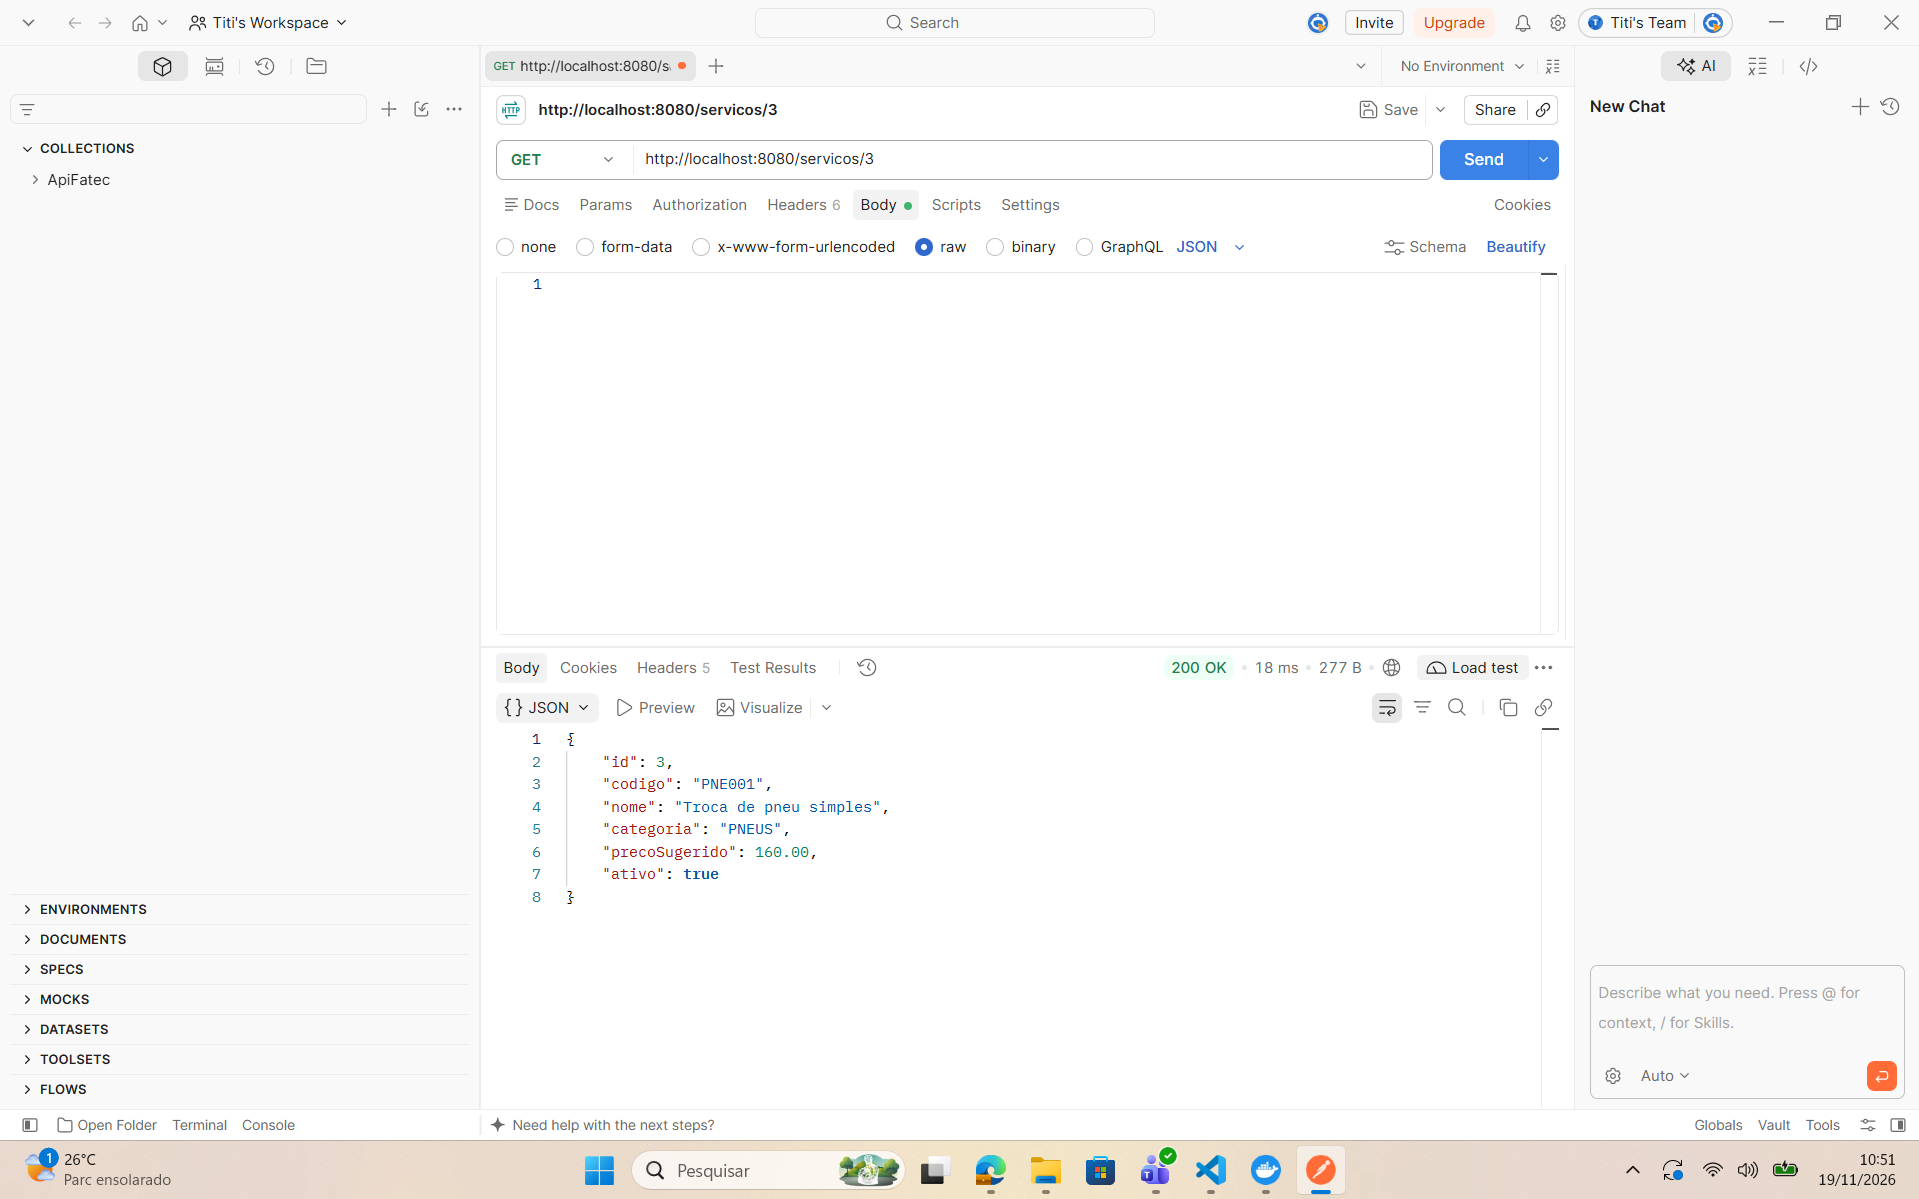 Titi's Workspace
Search
Invite
Upgrade
T
Titi's Team
GET http://localhost:8080/s
No Environment
AI
HTTP
http://localhost:8080/servicos/3
Save
Share
New Chat
COLLECTIONS
ApiFatec
GET
http://localhost:8080/servicos/3
Send
Docs
Params
Authorization
Headers 6
Body
Scripts
Settings
Cookies
none
form-data
x-www-form-urlencoded
raw
binary
GraphQL
JSON
Schema
Beautify
1
Body
Cookies
Headers 5
Test Results
200 OK
18 ms
277 B
Load test
{} JSON
Preview
Visualize
1 {
2 "id": 3,
3 "codigo": "PNE001",
4 "nome": "Troca de pneu simples",
5 "categoria": "PNEUS",
6 "precoSugerido": 160.00,
7 "ativo": true
8 }
ENVIRONMENTS
DOCUMENTS
SPECS
MOCKS
DATASETS
TOOLSETS
FLOWS
Describe what you need. Press @ for
context, / for Skills.
Auto
Open Folder
Terminal
Console
Need help with the next steps?
Globals
Vault
Tools
1
26°C
Parc ensolarado
Pesquisar
10:51
19/11/2026